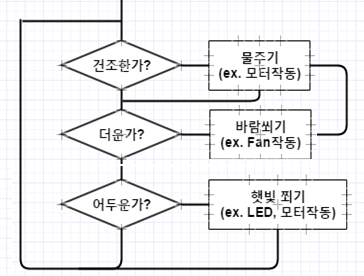 건조한가?
물주기
(ex. 모터작동)
더운가?
바람쐬기
(ex. Fan작동)
어두운가?
햇빛 쬐기
(ex. LED, 모터작동)